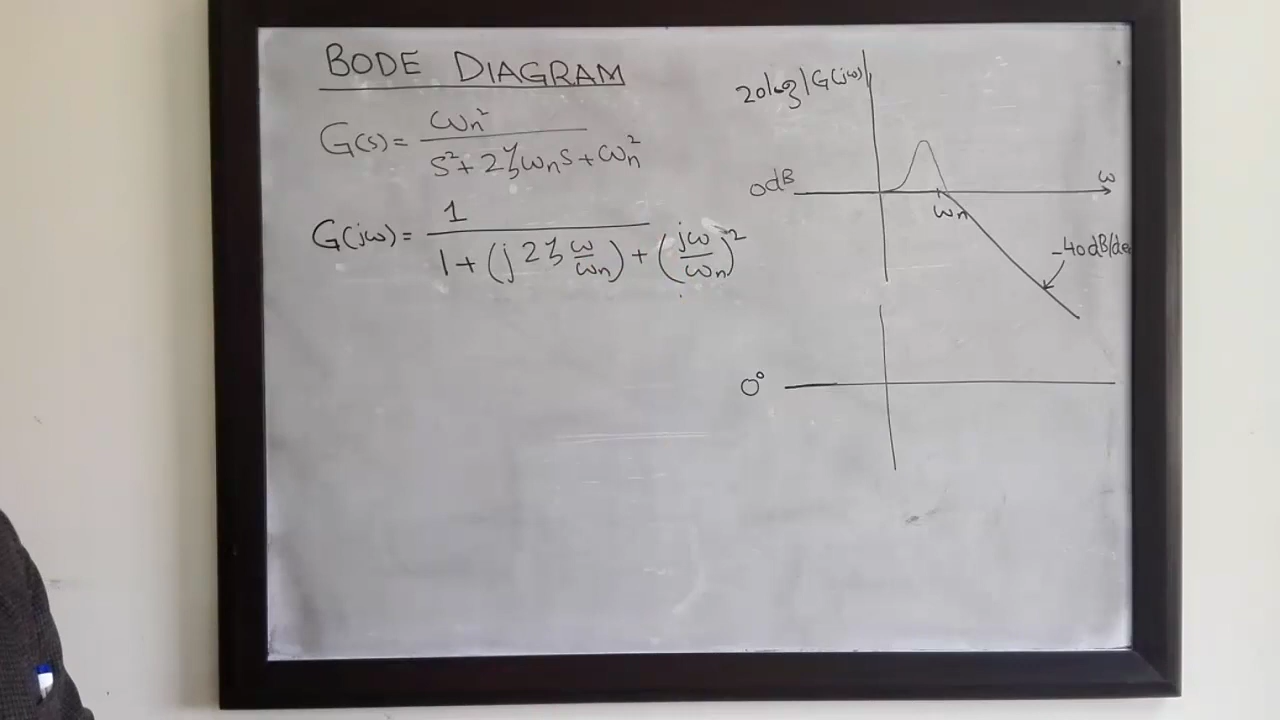 BODE DIAGRAM
G(s) = ωn² / s² + 2ζωns + ωn²
G(jω) = 1 / 1 + (j 2ζ ω/ωn) + (jω/ωn)²
20log|G(jω)|
0dB
ω
ωn
-40dB/dec
0°